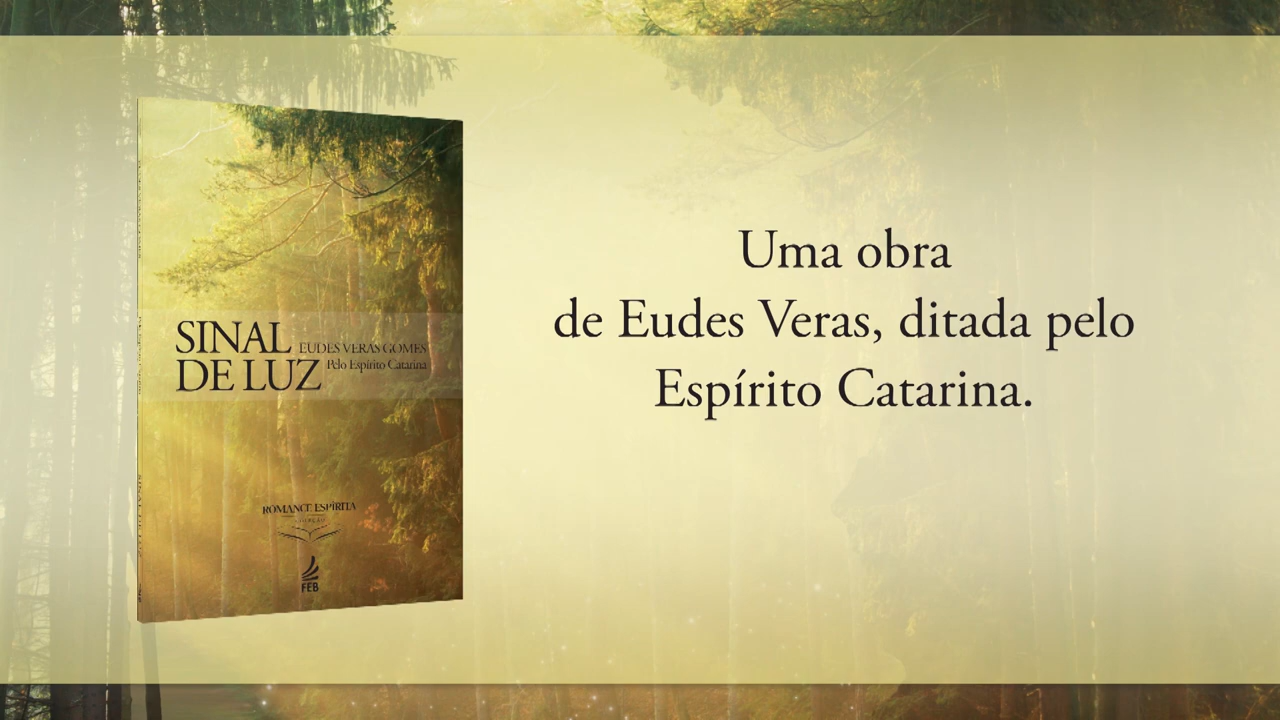 SINAL
DE LUZ
EUDES VERAS GOMES
Pelo Espírito Catarina
ROMANCE ESPÍRITA
FEB
Uma obra
de Eudes Veras, ditada pelo
Espírito Catarina.